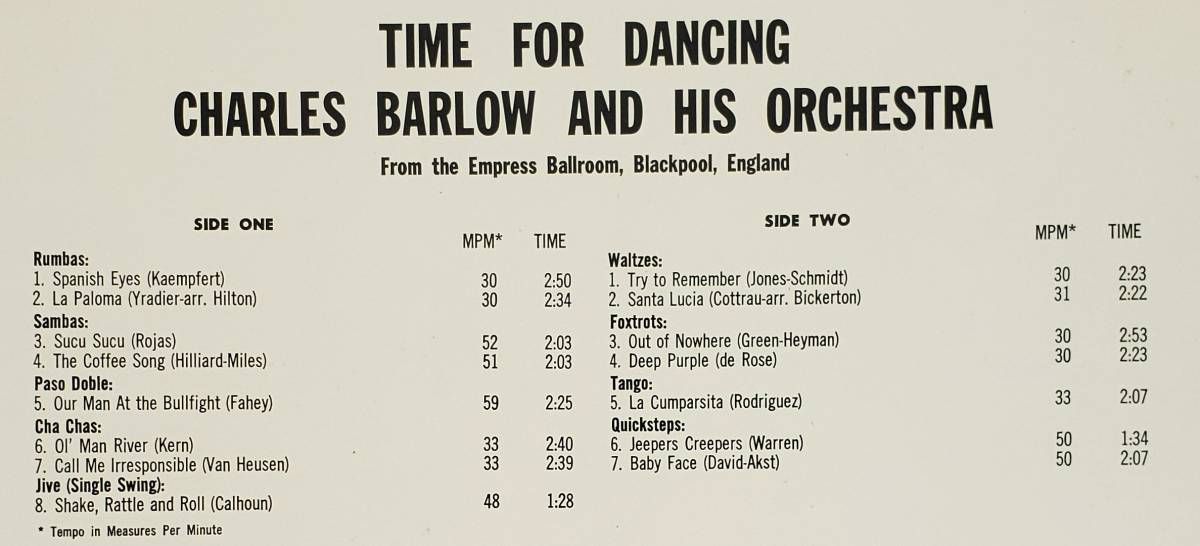 TIME FOR DANCING
CHARLES BARLOW AND HIS ORCHESTRA
From the Empress Ballroom, Blackpool, England
SIDE ONE
MPM* TIME
Rumbas:
1. Spanish Eyes (Kaempfert) 30 2:50
2. La Paloma (Yradier-arr. Hilton) 30 2:34
Sambas:
3. Sucu Sucu (Rojas) 52 2:03
4. The Coffee Song (Hilliard-Miles) 51 2:03
Paso Doble:
5. Our Man At the Bullfight (Fahey) 59 2:25
Cha Chas:
6. Ol' Man River (Kern) 33 2:40
7. Call Me Irresponsible (Van Heusen) 33 2:39
Jive (Single Swing):
8. Shake, Rattle and Roll (Calhoun) 48 1:28
* Tempo in Measures Per Minute
SIDE TWO
MPM* TIME
Waltzes:
1. Try to Remember (Jones-Schmidt) 30 2:23
2. Santa Lucia (Cottrau-arr. Bickerton) 31 2:22
Foxtrots:
3. Out of Nowhere (Green-Heyman) 30 2:53
4. Deep Purple (de Rose) 30 2:23
Tango:
5. La Cumparsita (Rodriguez) 33 2:07
Quicksteps:
6. Jeepers Creepers (Warren) 50 1:34
7. Baby Face (David-Akst) 50 2:07